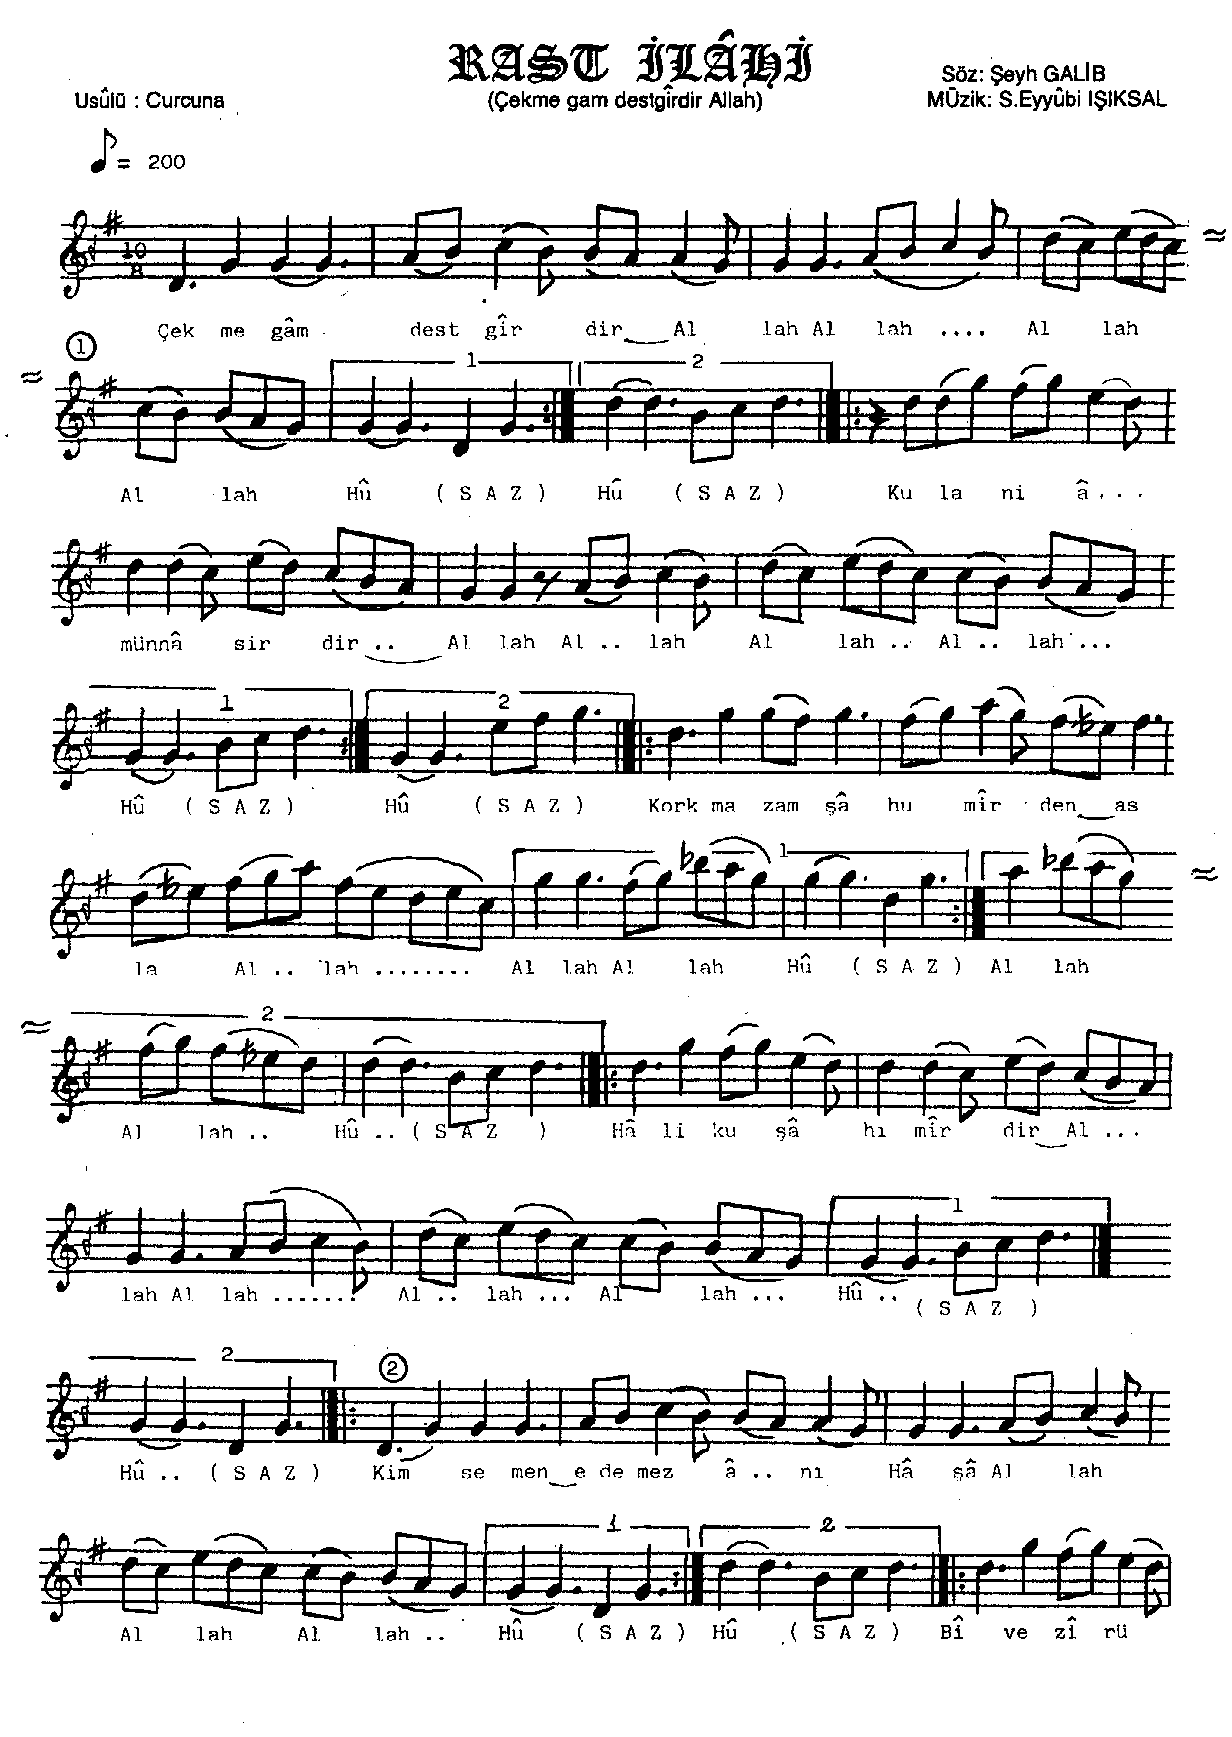 RAST İLÂHİ
Söz: Şeyh GALİB
Usûlü : Curcuna
(Çekme gam destgîrdir Allah)
MÜzik: S.Eyyûbi IŞIKSAL
= 200
10
8
Çek me gâm dest gîr dir Al lah Al lah .... Al lah
1
1 2
Al lah Hû ( S A Z ) Hû ( S A Z ) Ku la ni â...
münnâ sir dir .. Al lah Al .. lah Al lah .. Al .. lah ...
1 2
Hû ( S A Z ) Hû ( S A Z ) Kork ma zam şâ hu mîr den as
1
la Al .. lah ........ Al lah Al lah Hû ( S A Z ) Al lah
2
Al lah .. Hû .. ( S A Z ) Hâ li ku şâ hı mîr dir Al ...
1
lah Al lah ....... Al .. lah ... Al lah ... Hû .. ( S A Z )
2 2
Hû .. ( S A Z ) Kim se men e de mez â .. nı Hâ şâ Al lah
1 2
Al lah Al lah .. Hû ( S A Z ) Hû ( S A Z ) Bî ve zî rü